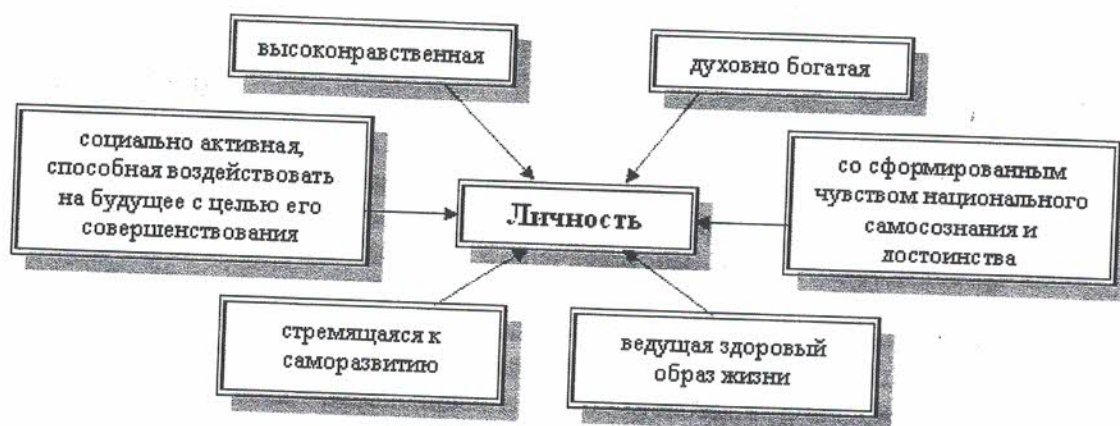 высоконравственная
духовно богатая
социально активная,
способная воздействовать
на будущее с целью его
совершенствования
Личность
со сформированным
чувством национального
самосознания и
достоинства
стремящаяся к
саморазвитию
ведущая здоровый
образ жизни